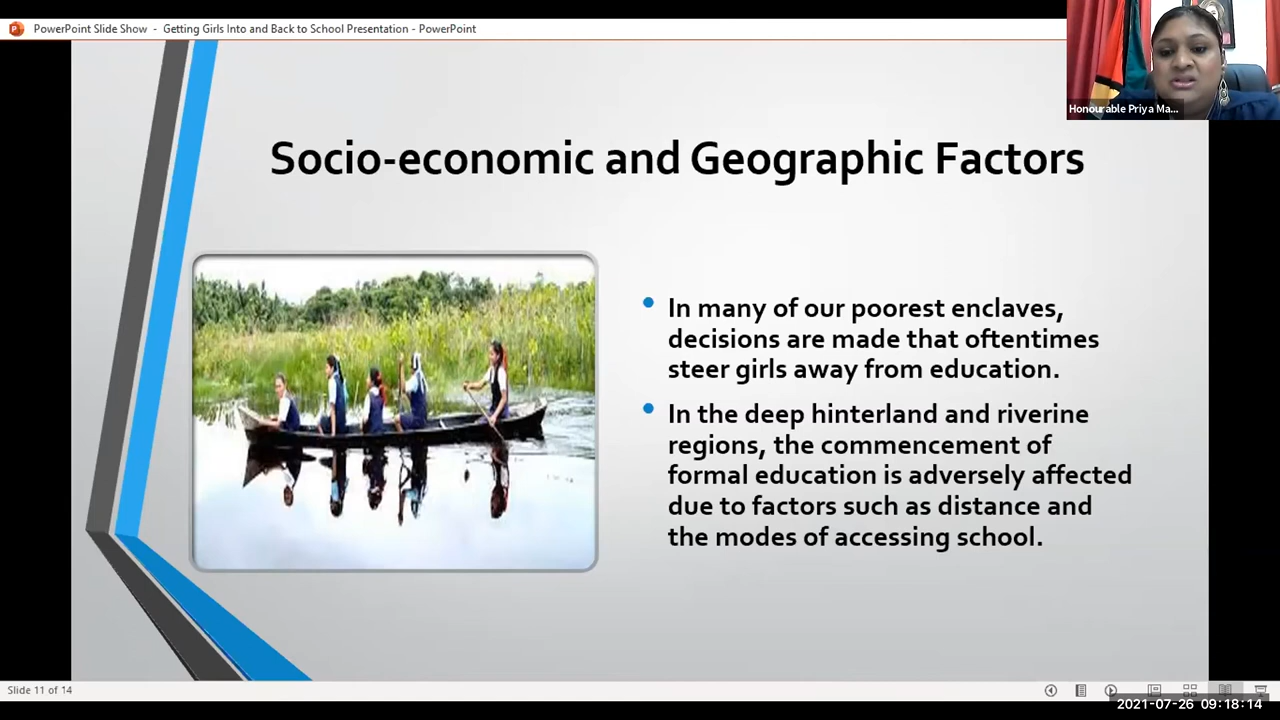 PowerPoint Slide Show - Getting Girls Into and Back to School Presentation - PowerPoint
Honourable Priya Ma...
Socio-economic and Geographic Factors
• In many of our poorest enclaves,
decisions are made that oftentimes
steer girls away from education.
• In the deep hinterland and riverine
regions, the commencement of
formal education is adversely affected
due to factors such as distance and
the modes of accessing school.
Slide 11 of 14
2021-07-26 09:18:14